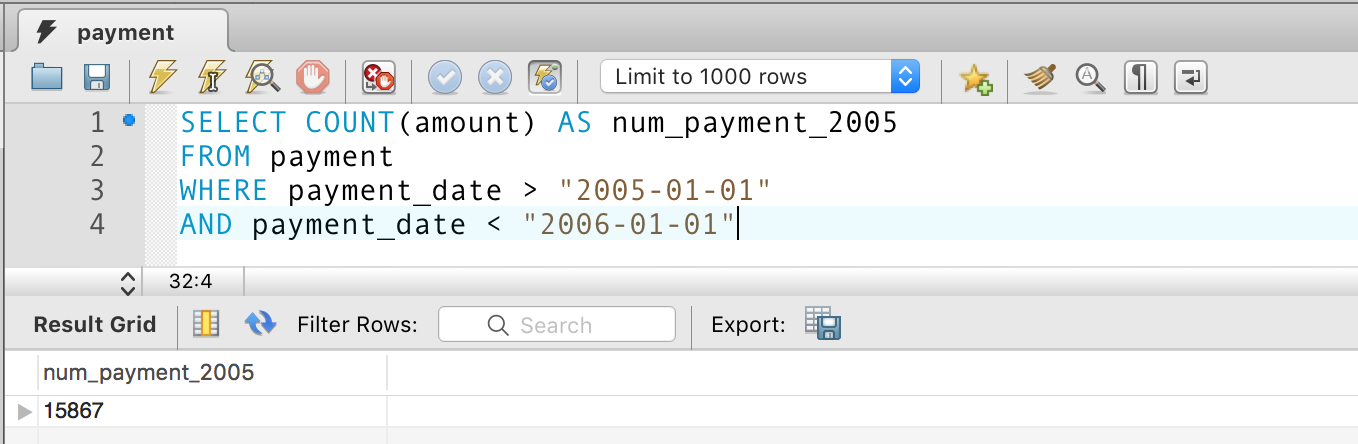 payment
Limit to 1000 rows
1 SELECT COUNT(amount) AS num_payment_2005
2 FROM payment
3 WHERE payment_date > "2005-01-01"
4 AND payment_date < "2006-01-01"
32:4
Result Grid Filter Rows: Search Export:
num_payment_2005
15867